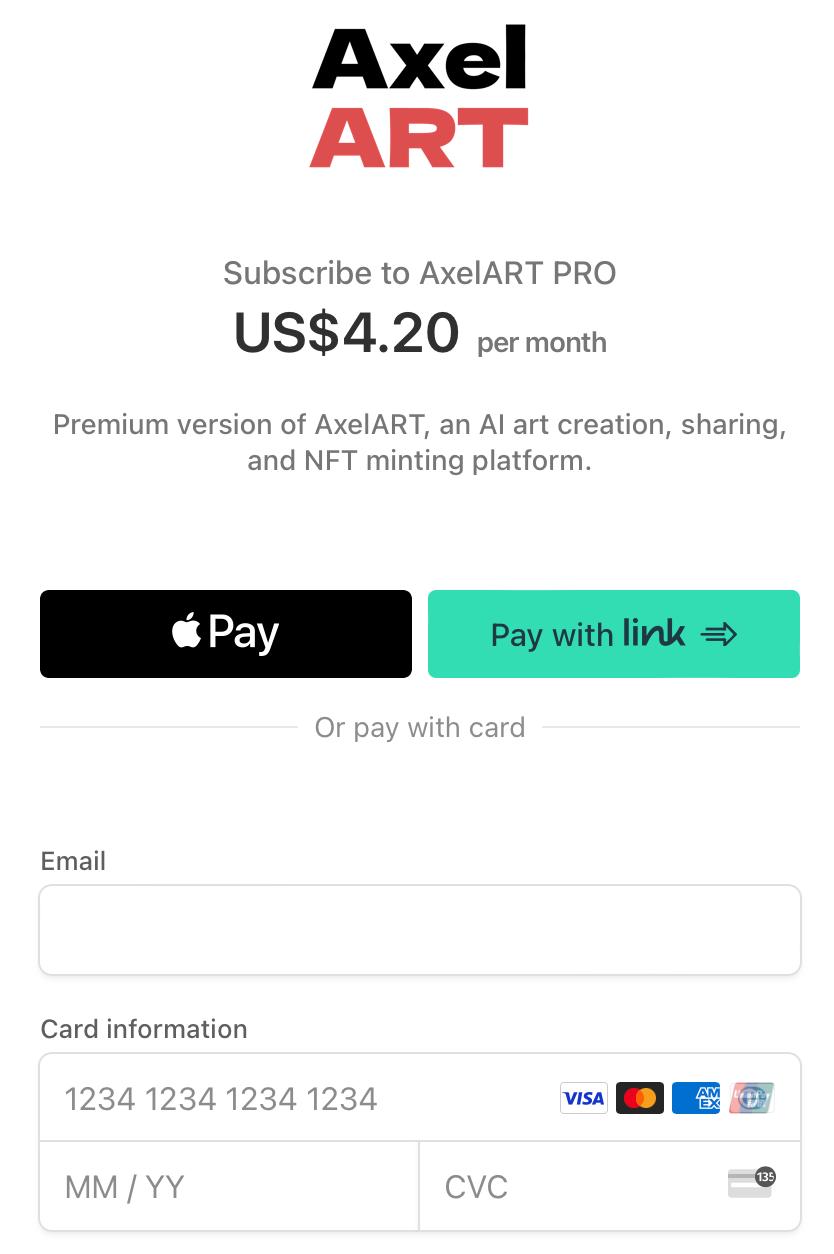 Axel
ART
Subscribe to AxelART PRO
US$4.20 per month
Premium version of AxelART, an AI art creation, sharing,
and NFT minting platform.
Pay
Pay with link
Or pay with card
Email
Card information
1234 1234 1234 1234
VISA
AM
EX
MM / YY
CVC
135